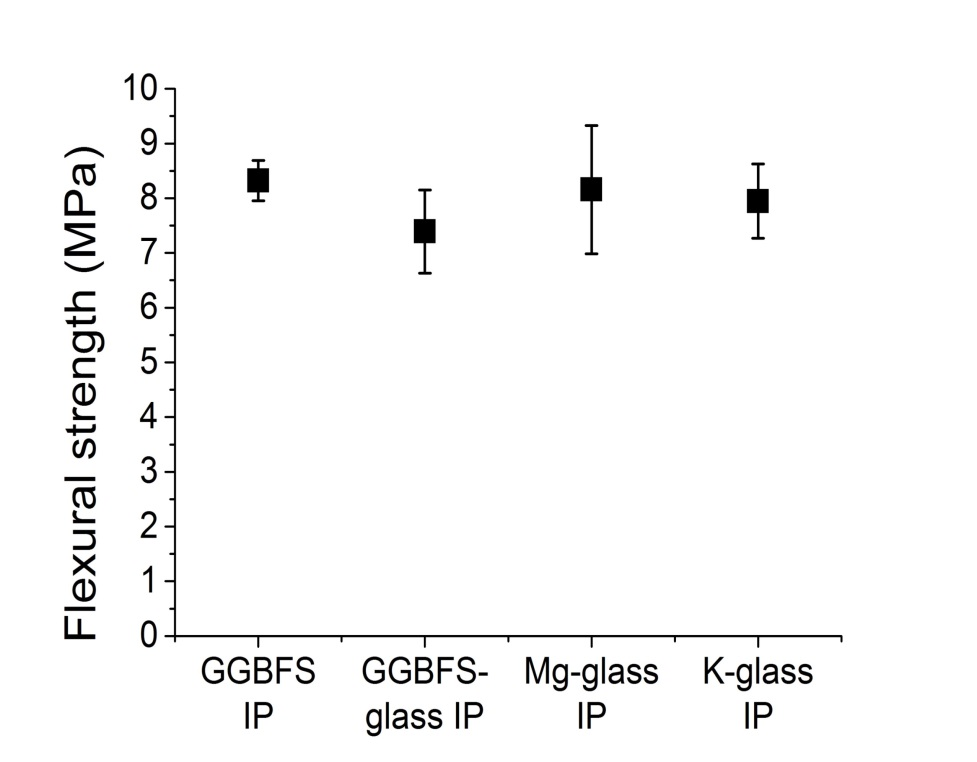 Flexural strength (MPa)
10
9
8
7
6
5
4
3
2
1
0
GGBFS
IP
GGBFS-
glass IP
Mg-glass
IP
K-glass
IP